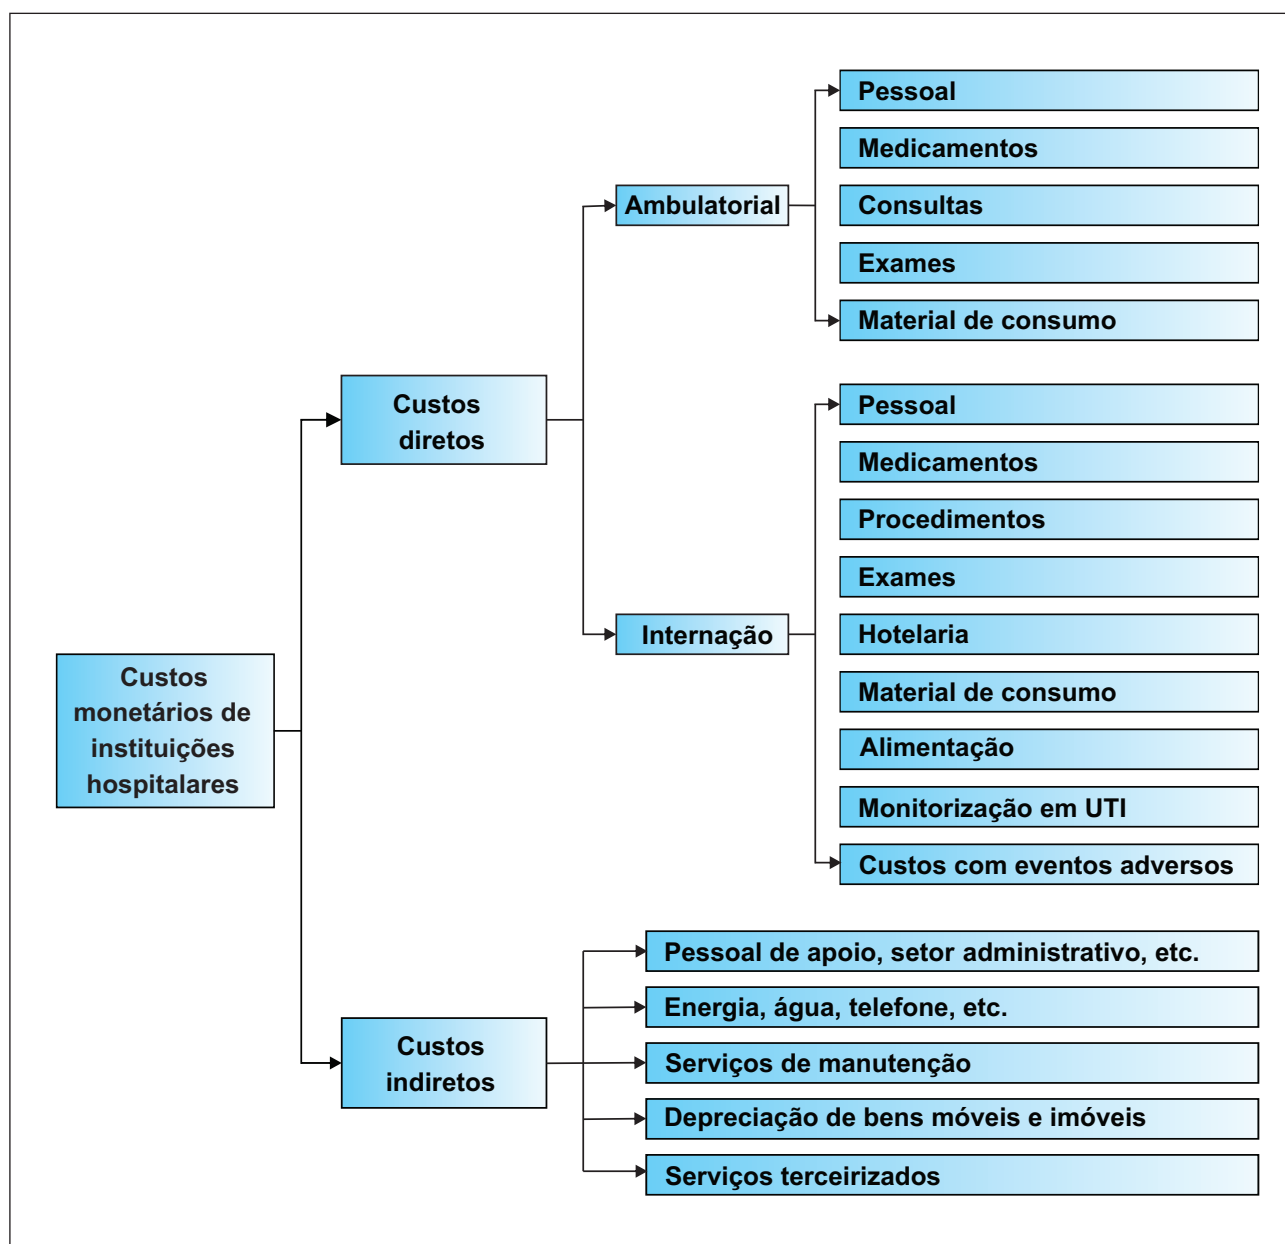 Custos
monetários de
instituições
hospitalares
Custos
diretos
Ambulatorial
Pessoal
Medicamentos
Consultas
Exames
Material de consumo
Internação
Pessoal
Medicamentos
Procedimentos
Exames
Hotelaria
Material de consumo
Alimentação
Monitorização em UTI
Custos com eventos adversos
Custos
indiretos
Pessoal de apoio, setor administrativo, etc.
Energia, água, telefone, etc.
Serviços de manutenção
Depreciação de bens móveis e imóveis
Serviços terceirizados